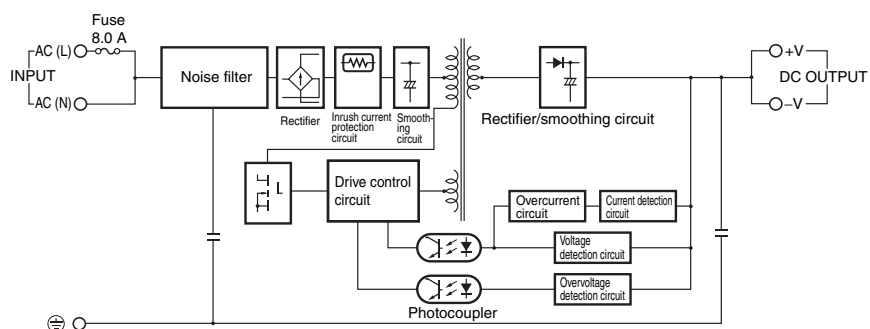 Fuse
8.0 A
AC (L)
INPUT
AC (N)
Noise filter
Rectifier
Inrush current
protection
circuit
Smooth-
ing
circuit
Rectifier/smoothing circuit
+V
DC OUTPUT
–V
Drive control
circuit
Overcurrent
circuit
Current detection
circuit
Voltage
detection circuit
Overvoltage
detection circuit
Photocoupler